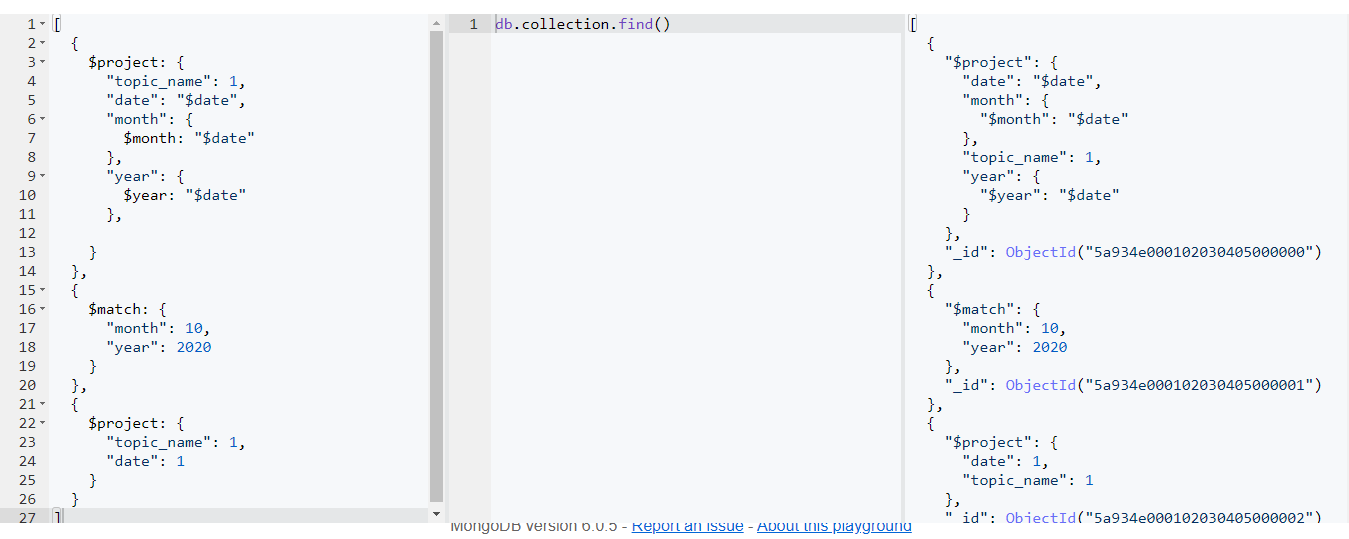 1 [
2 {
3 $project: {
4 "topic_name": 1,
5 "date": "$date",
6 "month": {
7 $month: "$date"
8 },
9 "year": {
10 $year: "$date"
11 },
12
13 }
14 },
15 {
16 $match: {
17 "month": 10,
18 "year": 2020
19 }
20 },
21 {
22 $project: {
23 "topic_name": 1,
24 "date": 1
25 }
26 }
27 ]
1 db.collection.find()
[
{
"$project": {
"date": "$date",
"month": {
"$month": "$date"
},
"topic_name": 1,
"year": {
"$year": "$date"
}
},
"_id": ObjectId("5a934e000102030405000000")
},
{
"$match": {
"month": 10,
"year": 2020
},
"_id": ObjectId("5a934e000102030405000001")
},
{
"$project": {
"date": 1,
"topic_name": 1
},
"_id": ObjectId("5a934e000102030405000002")
MongoDB Version 6.0.5 - Report an issue - About this playground